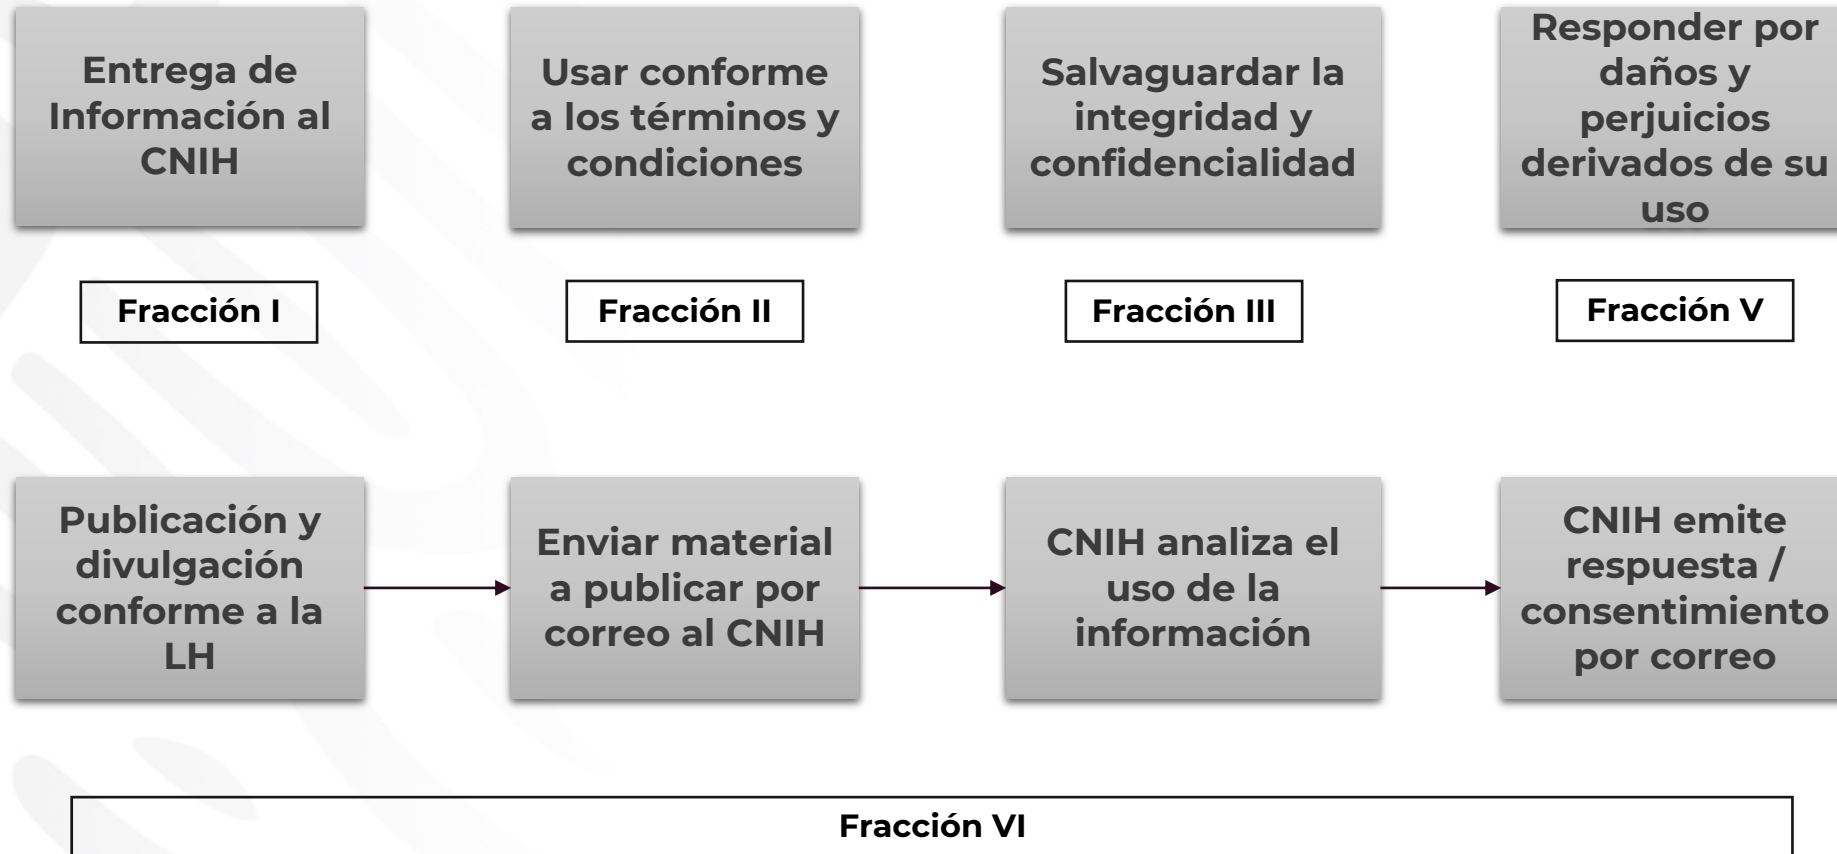 Entrega de
Información al
CNIH
Usar conforme
a los términos y
condiciones
Salvaguardar la
integridad y
confidencialidad
Responder por
daños y
perjuicios
derivados de su
uso
Fracción I
Fracción II
Fracción III
Fracción V
Publicación y
divulgación
conforme a la
LH
Enviar material
a publicar por
correo al CNIH
CNIH analiza el
uso de la
información
CNIH emite
respuesta /
consentimiento
por correo
Fracción VI